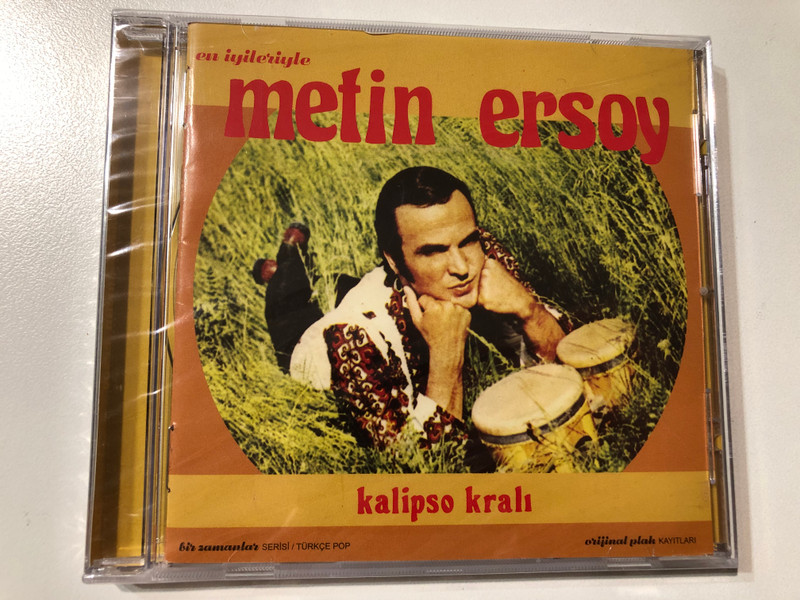 en iyileriyle
metin ersoy
kalipso kralı
bir zamanlar SERİSİ / TÜRKÇE POP
orijinal plak KAYITLARI